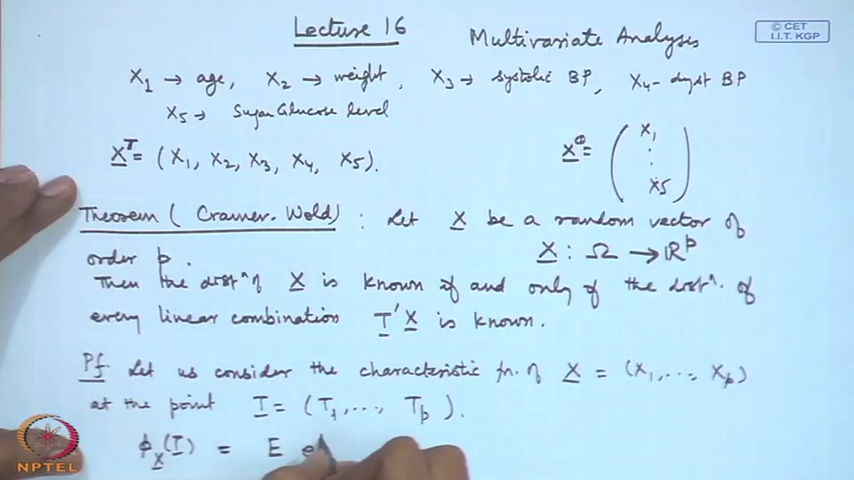 Lecture 16
Multivariate Analysis
© CET
I.I.T. KGP
X1 → age, X2 → weight, X3 → systolic BP, X4 - dyst BP
X5 → Sugar Glucose level
X^T = (X1, X2, X3, X4, X5).
X = ( X1 : X5 )
Theorem ( Cramer-Wold) : Let X be a random vector of
order p. X : Ω → ℝ^p
Then the distⁿ of X is known if and only of the distⁿ. of
every linear combination T'X is known.
Pf. Let us consider the characteristic fn. of X = (X1, ..., Xp)
at the point T = (T1, ..., Tp).
ϕ_X(T) = E e
NPTEL